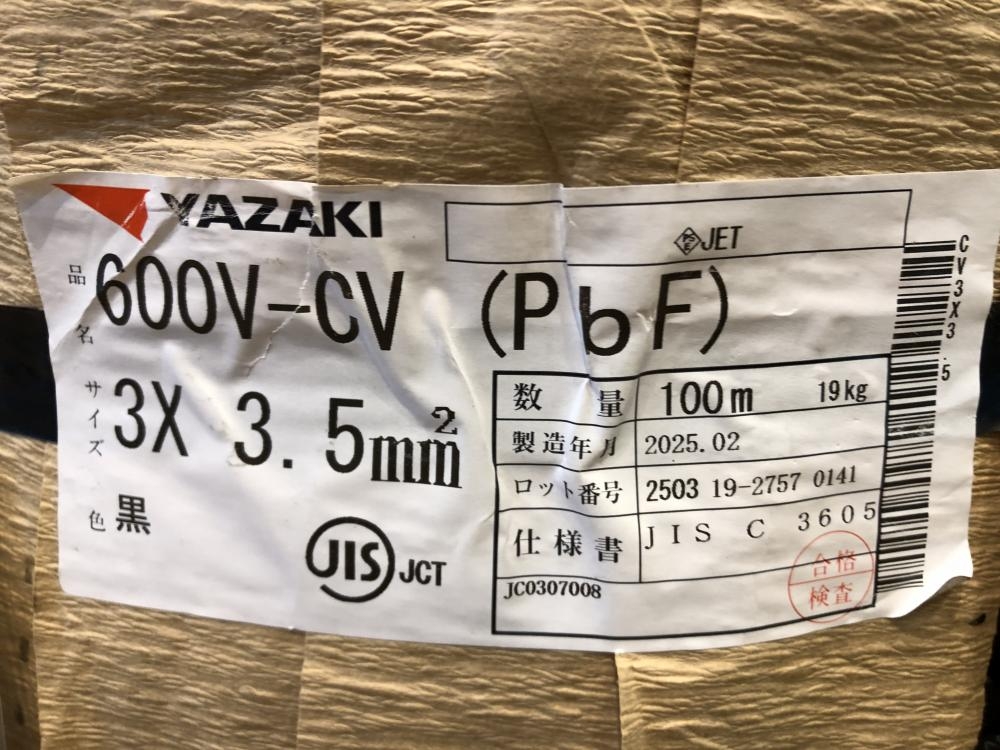 YAZAKI
PS
E JET
品名 600V-CV (PbF)
サイズ 3X 3.5mm²
色 黒
JIS JCT
数量 100m 19kg
製造年月 2025.02
ロット番号 2503 19-2757 0141
仕様書 JIS C 3605
JC0307008
合格
検査
CV3X3.5